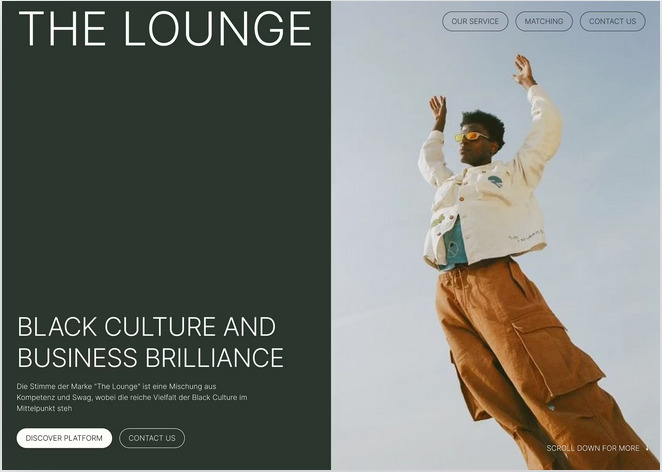 THE LOUNGE
OUR SERVICE
MATCHING
CONTACT US
BLACK CULTURE AND
BUSINESS BRILLIANCE
Die Stimme der Marke "The Lounge" ist eine Mischung aus
Kompetenz und Swag, wobei die reiche Vielfalt der Black Culture im
Mittelpunkt steh
DISCOVER PLATFORM
CONTACT US
SCROLL DOWN FOR MORE ↓